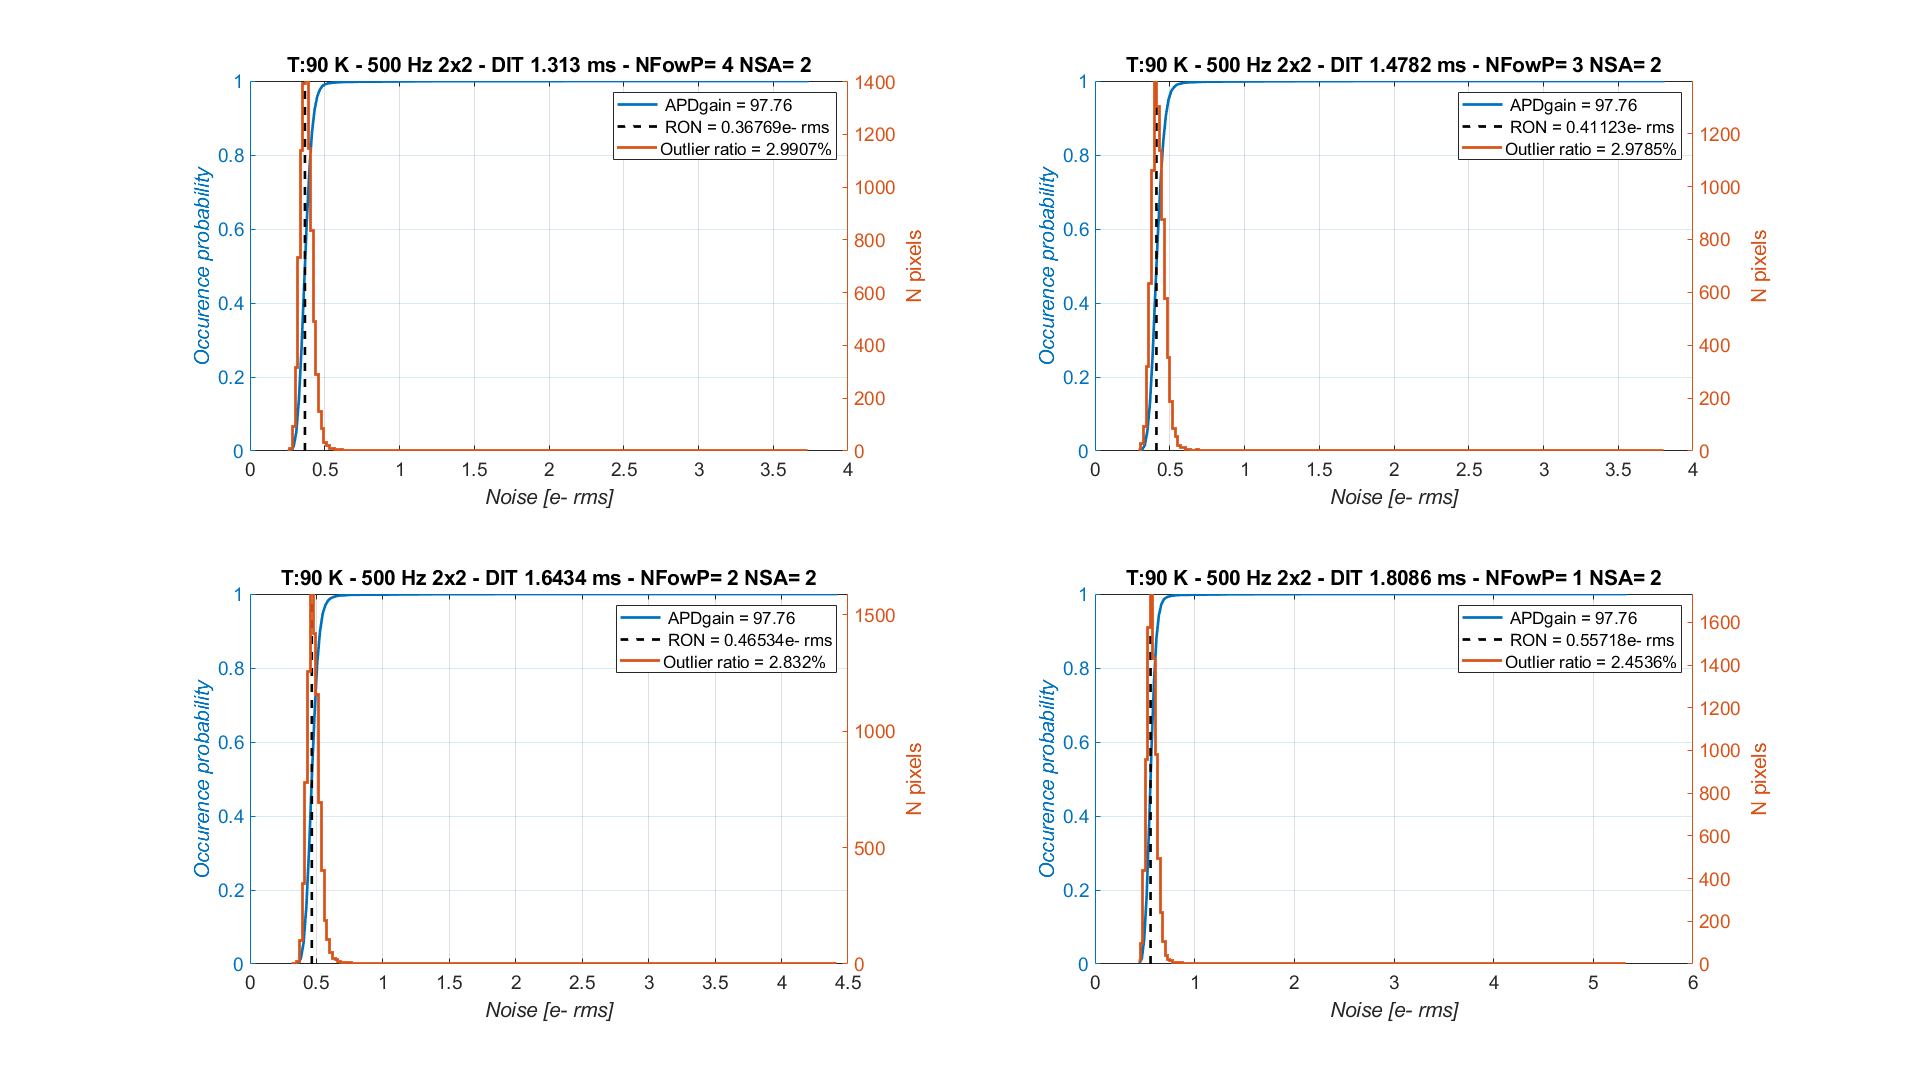 T:90 K - 500 Hz 2x2 - DIT 1.313 ms - NFowP= 4 NSA= 2
APDgain = 97.76
RON = 0.36769e- rms
Outlier ratio = 2.9907%
Occurence probability
0
0.2
0.4
0.6
0.8
1
N pixels
0
200
400
600
800
1000
1200
1400
0 0.5 1 1.5 2 2.5 3 3.5 4
Noise [e- rms]
T:90 K - 500 Hz 2x2 - DIT 1.4782 ms - NFowP= 3 NSA= 2
APDgain = 97.76
RON = 0.41123e- rms
Outlier ratio = 2.9785%
Occurence probability
0
0.2
0.4
0.6
0.8
1
N pixels
0
200
400
600
800
1000
1200
0 0.5 1 1.5 2 2.5 3 3.5 4
Noise [e- rms]
T:90 K - 500 Hz 2x2 - DIT 1.6434 ms - NFowP= 2 NSA= 2
APDgain = 97.76
RON = 0.46534e- rms
Outlier ratio = 2.832%
Occurence probability
0
0.2
0.4
0.6
0.8
1
N pixels
0
500
1000
1500
0 0.5 1 1.5 2 2.5 3 3.5 4 4.5
Noise [e- rms]
T:90 K - 500 Hz 2x2 - DIT 1.8086 ms - NFowP= 1 NSA= 2
APDgain = 97.76
RON = 0.55718e- rms
Outlier ratio = 2.4536%
Occurence probability
0
0.2
0.4
0.6
0.8
1
N pixels
0
200
400
600
800
1000
1200
1400
1600
0 1 2 3 4 5 6
Noise [e- rms]